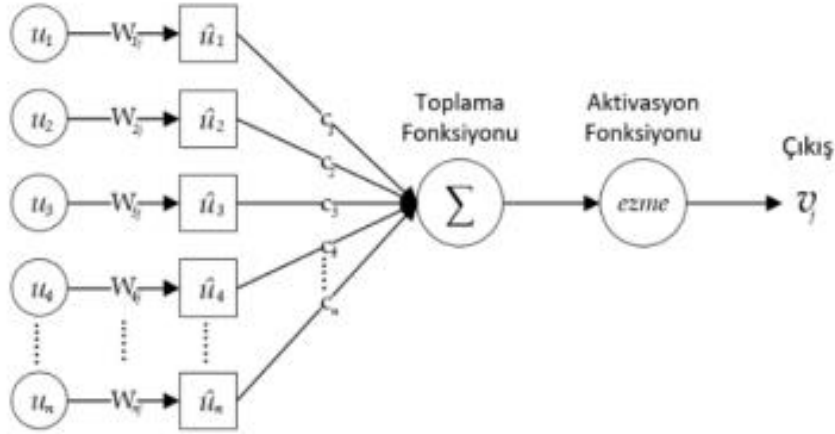 u₁ W₁ⱼ û₁
Toplama Fonksiyonu
Aktivasyon Fonksiyonu
Çıkış
u₂ W₂ⱼ û₂
c₁
c₂
u₃ W₃ⱼ û₃ c₃ ∑ ezme vⱼ
u₄ W₄ⱼ û₄
c₄
cₙ
uₙ Wₙⱼ ûₙ